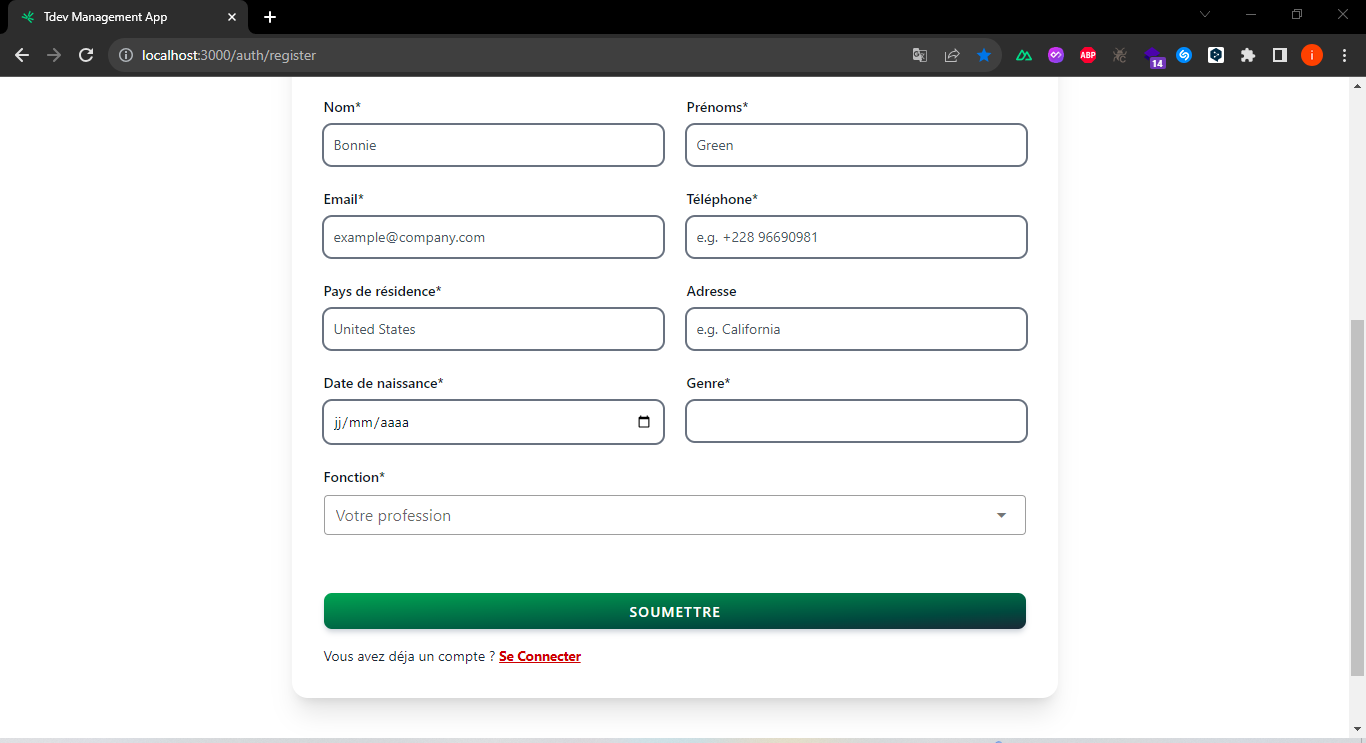 Tdev Management App
localhost:3000/auth/register
ABP
14
i
Nom*
Prénoms*
Bonnie
Green
Email*
Téléphone*
example@company.com
e.g. +228 96690981
Pays de résidence*
Adresse
United States
e.g. California
Date de naissance*
Genre*
jj/mm/aaaa
Fonction*
Votre profession
SOUMETTRE
Vous avez déja un compte ? Se Connecter